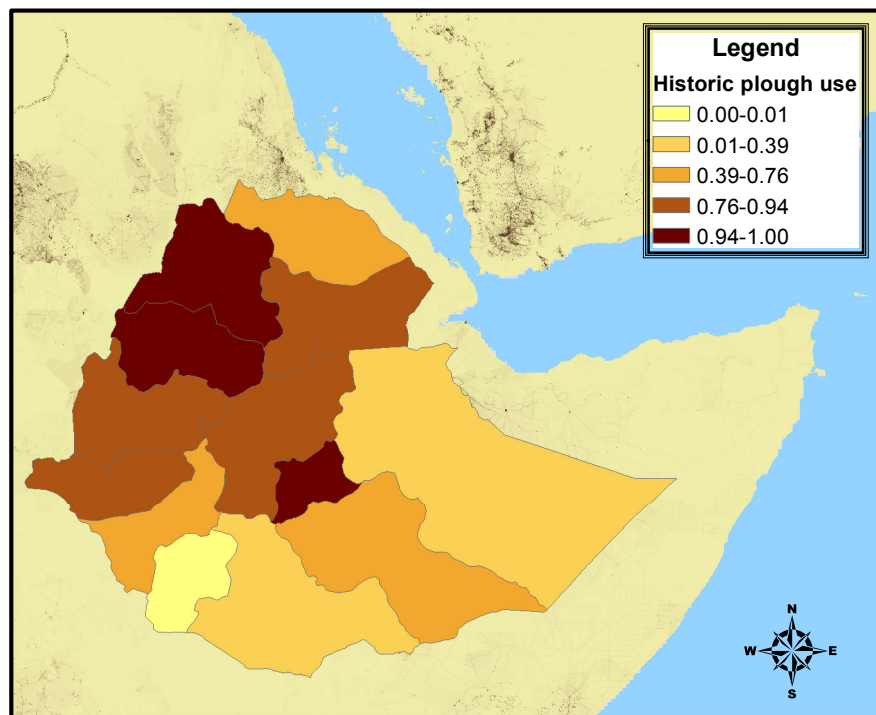 Legend
Historic plough use
0.00-0.01
0.01-0.39
0.39-0.76
0.76-0.94
0.94-1.00
N
W E
S